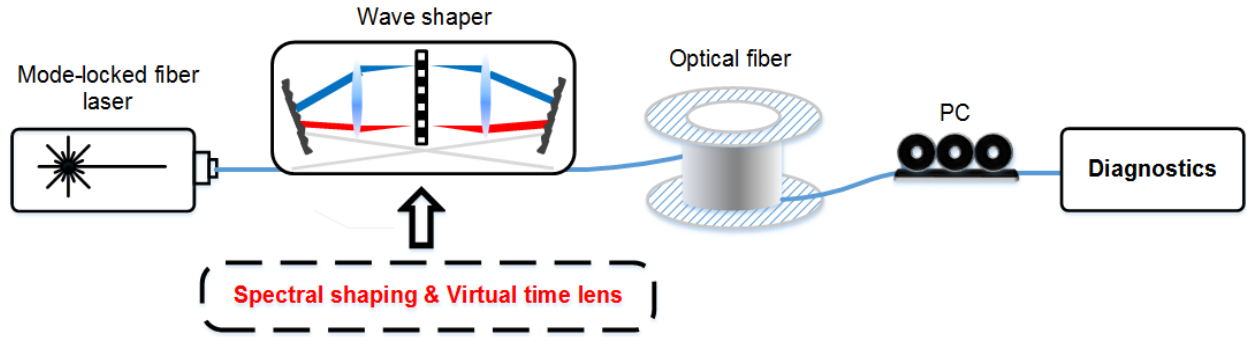 Wave shaper
Mode-locked fiber
laser
Optical fiber
PC
Diagnostics
Spectral shaping & Virtual time lens